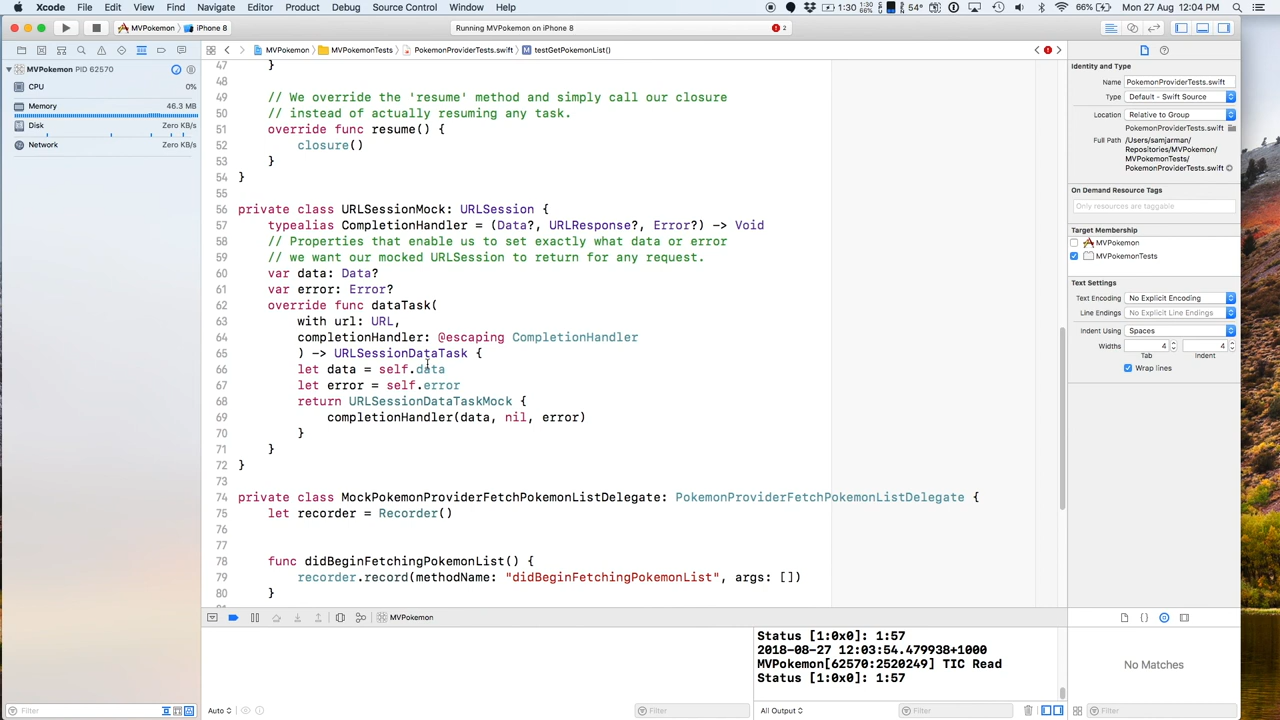 Xcode File Edit View Find Navigate Editor Product Debug Source Control Window Help
1:30 54° 1:30 66% Mon 27 Aug 12:04 PM
MVPokemon iPhone 8 Running MVPokemon on iPhone 8 2
MVPokemon MVPokemonTests PokemonProviderTests.swift testGetPokemonList()
MVPokemon PID 62570
CPU 0%
Memory 46.3 MB
Disk Zero KB/s
Network Zero KB/s
Filter
47 }
48
49 // We override the 'resume' method and simply call our closure
50 // instead of actually resuming any task.
51 override func resume() {
52 closure()
53 }
54 }
55
56 private class URLSessionMock: URLSession {
57 typealias CompletionHandler = (Data?, URLResponse?, Error?) -> Void
58 // Properties that enable us to set exactly what data or error
59 // we want our mocked URLSession to return for any request.
60 var data: Data?
61 var error: Error?
62 override func dataTask(
63 with url: URL,
64 completionHandler: @escaping CompletionHandler
65 ) -> URLSessionDataTask {
66 let data = self.data
67 let error = self.error
68 return URLSessionDataTaskMock {
69 completionHandler(data, nil, error)
70 }
71 }
72 }
73
74 private class MockPokemonProviderFetchPokemonListDelegate: PokemonProviderFetchPokemonListDelegate {
75 let recorder = Recorder()
76
77
78 func didBeginFetchingPokemonList() {
79 recorder.record(methodName: "didBeginFetchingPokemonList", args: [])
80 }
MVPokemon
Auto
Filter
Status [1:0x0]: 1:57
2018-08-27 12:03:54.479938+1000
MVPokemon[62570:2520249] TIC Read
Status [1:0x0]: 1:57
All Output
Filter
Identity and Type
Name PokemonProviderTests.swift
Type Default - Swift Source
Location Relative to Group
PokemonProviderTests.swift
Full Path /Users/samjarman/
Repositories/MVPokemon/
MVPokemonTests/
PokemonProviderTests.swift
On Demand Resource Tags
Only resources are taggable
Target Membership
MVPokemon
MVPokemonTests
Text Settings
Text Encoding No Explicit Encoding
Line Endings No Explicit Line Endings
Indent Using Spaces
Widths 4 4
Tab Indent
Wrap lines
No Matches
Filter